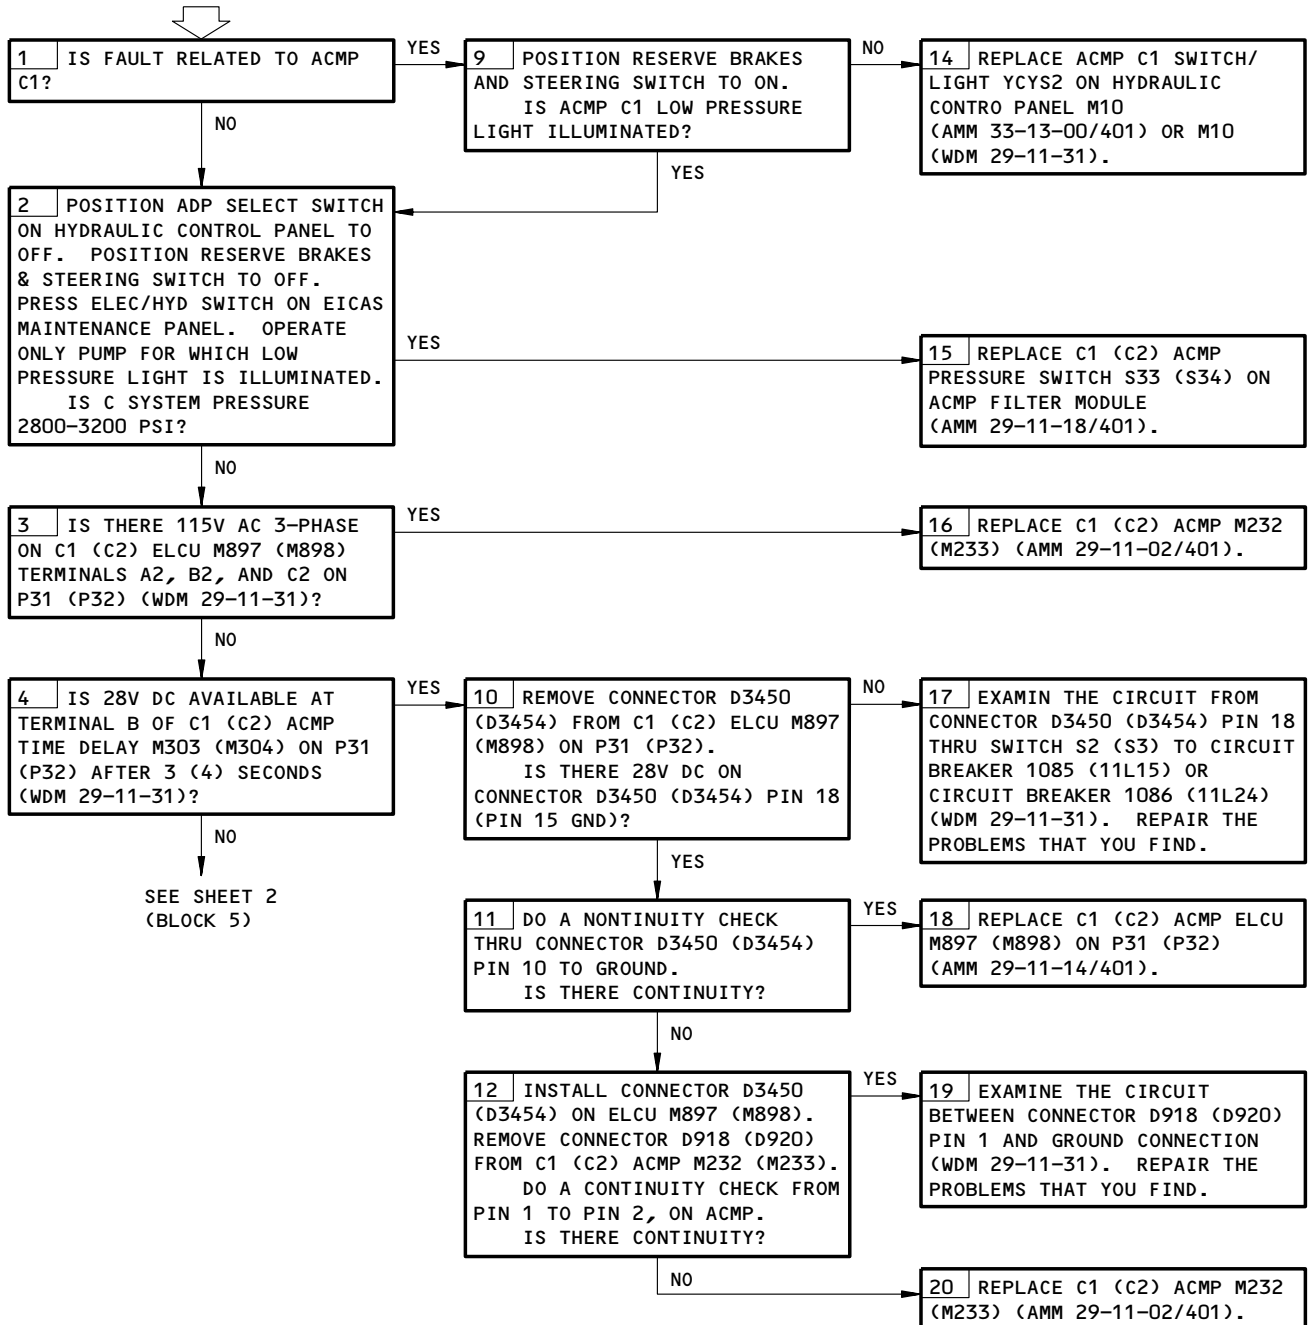 1 IS FAULT RELATED TO ACMP
C1?
YES
NO
9 POSITION RESERVE BRAKES
AND STEERING SWITCH TO ON.
IS ACMP C1 LOW PRESSURE
LIGHT ILLUMINATED?
NO
YES
14 REPLACE ACMP C1 SWITCH/
LIGHT YCYS2 ON HYDRAULIC
CONTRO PANEL M10
(AMM 33-13-00/401) OR M10
(WDM 29-11-31).
2 POSITION ADP SELECT SWITCH
ON HYDRAULIC CONTROL PANEL TO
OFF. POSITION RESERVE BRAKES
& STEERING SWITCH TO OFF.
PRESS ELEC/HYD SWITCH ON EICAS
MAINTENANCE PANEL. OPERATE
ONLY PUMP FOR WHICH LOW
PRESSURE LIGHT IS ILLUMINATED.
IS C SYSTEM PRESSURE
2800-3200 PSI?
YES
NO
15 REPLACE C1 (C2) ACMP
PRESSURE SWITCH S33 (S34) ON
ACMP FILTER MODULE
(AMM 29-11-18/401).
3 IS THERE 115V AC 3-PHASE
ON C1 (C2) ELCU M897 (M898)
TERMINALS A2, B2, AND C2 ON
P31 (P32) (WDM 29-11-31)?
YES
NO
16 REPLACE C1 (C2) ACMP M232
(M233) (AMM 29-11-02/401).
4 IS 28V DC AVAILABLE AT
TERMINAL B OF C1 (C2) ACMP
TIME DELAY M303 (M304) ON P31
(P32) AFTER 3 (4) SECONDS
(WDM 29-11-31)?
YES
NO
SEE SHEET 2
(BLOCK 5)
10 REMOVE CONNECTOR D3450
(D3454) FROM C1 (C2) ELCU M897
(M898) ON P31 (P32).
IS THERE 28V DC ON
CONNECTOR D3450 (D3454) PIN 18
(PIN 15 GND)?
NO
YES
17 EXAMIN THE CIRCUIT FROM
CONNECTOR D3450 (D3454) PIN 18
THRU SWITCH S2 (S3) TO CIRCUIT
BREAKER 1085 (11L15) OR
CIRCUIT BREAKER 1086 (11L24)
(WDM 29-11-31). REPAIR THE
PROBLEMS THAT YOU FIND.
11 DO A NONTINUITY CHECK
THRU CONNECTOR D3450 (D3454)
PIN 10 TO GROUND.
IS THERE CONTINUITY?
YES
NO
18 REPLACE C1 (C2) ACMP ELCU
M897 (M898) ON P31 (P32)
(AMM 29-11-14/401).
12 INSTALL CONNECTOR D3450
(D3454) ON ELCU M897 (M898).
REMOVE CONNECTOR D918 (D920)
FROM C1 (C2) ACMP M232 (M233).
DO A CONTINUITY CHECK FROM
PIN 1 TO PIN 2, ON ACMP.
IS THERE CONTINUITY?
YES
NO
19 EXAMINE THE CIRCUIT
BETWEEN CONNECTOR D918 (D920)
PIN 1 AND GROUND CONNECTION
(WDM 29-11-31). REPAIR THE
PROBLEMS THAT YOU FIND.
20 REPLACE C1 (C2) ACMP M232
(M233) (AMM 29-11-02/401).